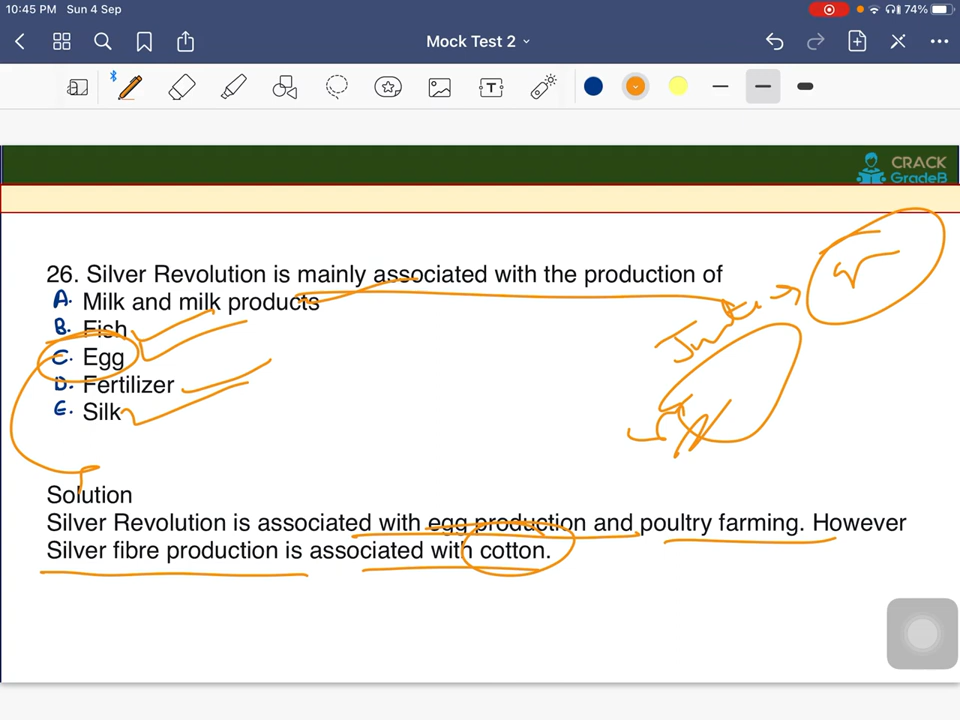 10:45 PM Sun 4 Sep
74%
Mock Test 2
T
CRACK
GradeB
26. Silver Revolution is mainly associated with the production of
A. Milk and milk products
B. Fish
C. Egg
D. Fertilizer
E. Silk
Solution
Silver Revolution is associated with egg production and poultry farming. However
Silver fibre production is associated with cotton.